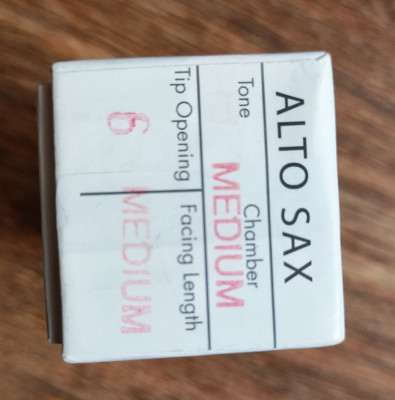 ALTO SAX
Tone Chamber
MEDIUM
Tip Opening
6
Facing Length
MEDIUM